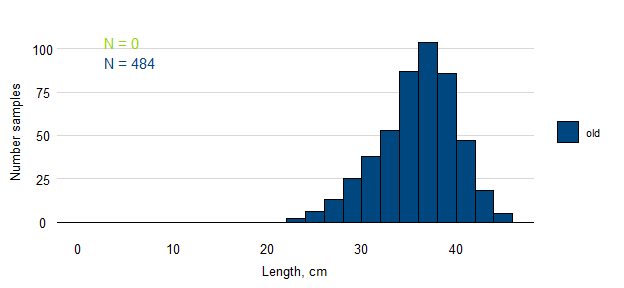 N = 0
N = 484
100
75
50
25
0
Number samples
0 10 20 30 40
Length, cm
old